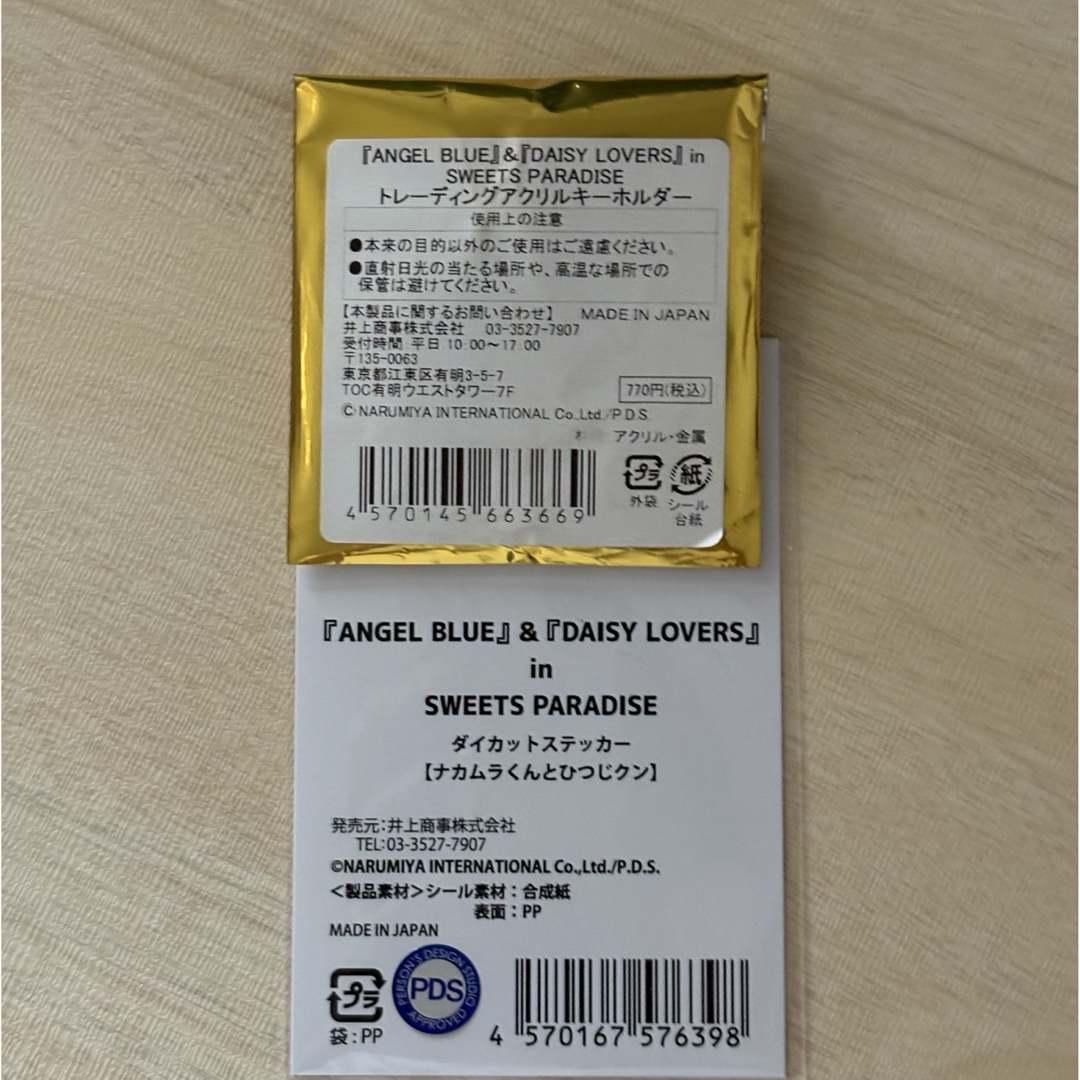 『ANGEL BLUE』&『DAISY LOVERS』in
SWEETS PARADISE
トレーディングアクリルキーホルダー
使用上の注意
●本来の目的以外のご使用はご遠慮ください。
●直射日光の当たる場所や、高温な場所での
保管は避けてください。
【本製品に関するお問い合わせ】 MADE IN JAPAN
井上商事株式会社 03-3527-7907
受付時間 平日 10:00〜17:00
〒135-0063
東京都江東区有明3-5-7
TOC有明ウエストタワー7F
770円(税込)
© NARUMIYA INTERNATIONAL Co.,Ltd./P.D.S.
アクリル・金属
プラ 紙
外袋 シール
台紙
4 570145 663669
『ANGEL BLUE』&『DAISY LOVERS』
in
SWEETS PARADISE
ダイカットステッカー
【ナカムラくんとひつじクン】
発売元:井上商事株式会社
TEL:03-3527-7907
©NARUMIYA INTERNATIONAL Co.,Ltd./P.D.S.
<製品素材>シール素材:合成紙
表面:PP
MADE IN JAPAN
プラ
袋:PP
PERSON'S DESIGN STUDIO
PDS
APPROVED
4 570167 576398